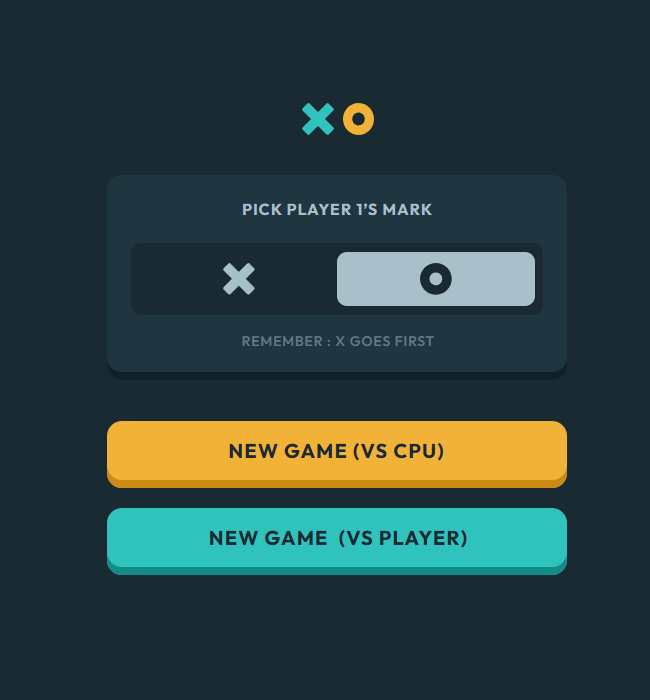 PICK PLAYER 1’S MARK
REMEMBER : X GOES FIRST
NEW GAME (VS CPU)
NEW GAME (VS PLAYER)